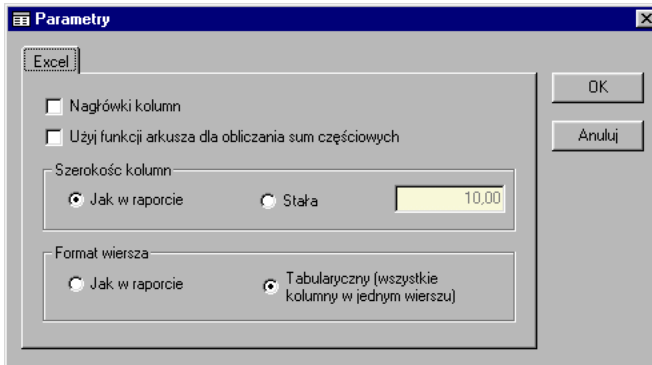 Parametry
Excel
Nagłówki kolumn
Użyj funkcji arkusza dla obliczania sum częściowych
Szerokośc kolumn
Jak w raporcie
Stała
10,00
Format wiersza
Jak w raporcie
Tabularyczny (wszystkie
kolumny w jednym wierszu)
OK
Anuluj